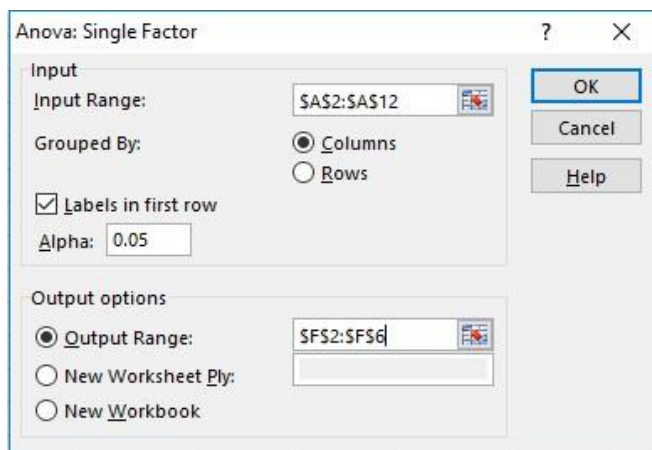 Anova: Single Factor ? X
Input
Input Range: $A$2:$A$12
Grouped By: Columns
Rows
Labels in first row
Alpha: 0.05
OK
Cancel
Help
Output options
Output Range: $F$2:$F$6
New Worksheet Ply:
New Workbook